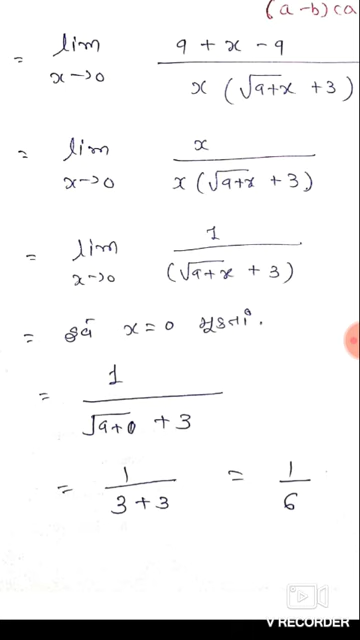 (a-b)(a
= lim x→0 (9 + x - 9) / (x (√9+x + 3))
= lim x→0 x / (x (√9+x + 3))
= lim x→0 1 / (√9+x + 3)
= હવે x = 0 મૂકતાં.
= 1 / (√9+0 + 3)
= 1 / (3 + 3) = 1 / 6
V RECORDER